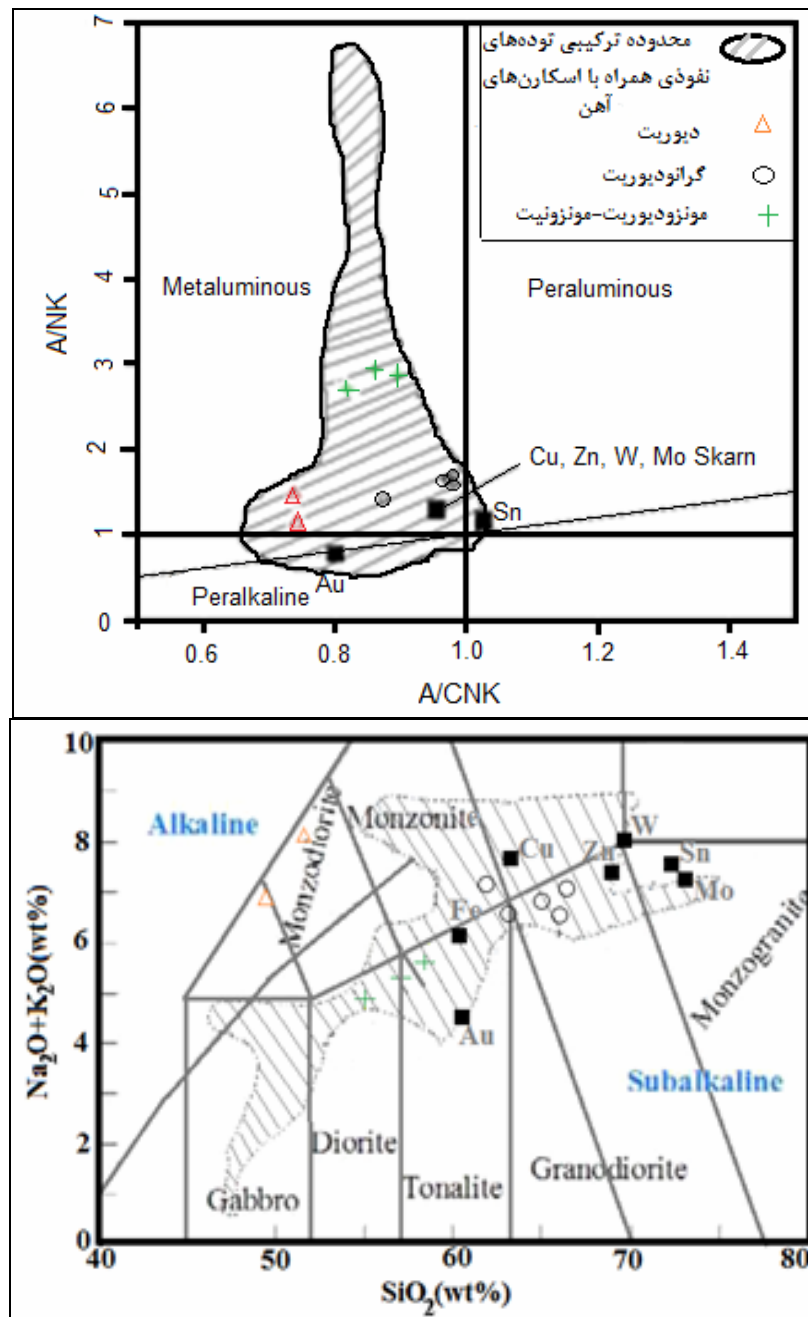 7
6
5
4
3
2
1
0
A/NK
محدوده ترکیبی توده‌های
نفوذی همراه با اسکارن‌های
آهن
دیوریت
گرانودیوریت
مونزودیوریت-مونزونیت
Metaluminous
Peraluminous
Cu, Zn, W, Mo Skarn
Sn
Au
Peralkaline
0.6
0.8
1.0
1.2
1.4
A/CNK
10
8
6
4
2
0
Na2O+K2O(wt%)
Alkaline
Monzodiorite
Monzonite
Cu
W
Zn
Sn
Mo
Fe
Au
Monzogranite
Subalkaline
Diorite
Gabbro
Tonalite
Granodiorite
40
50
60
70
80
SiO2(wt%)